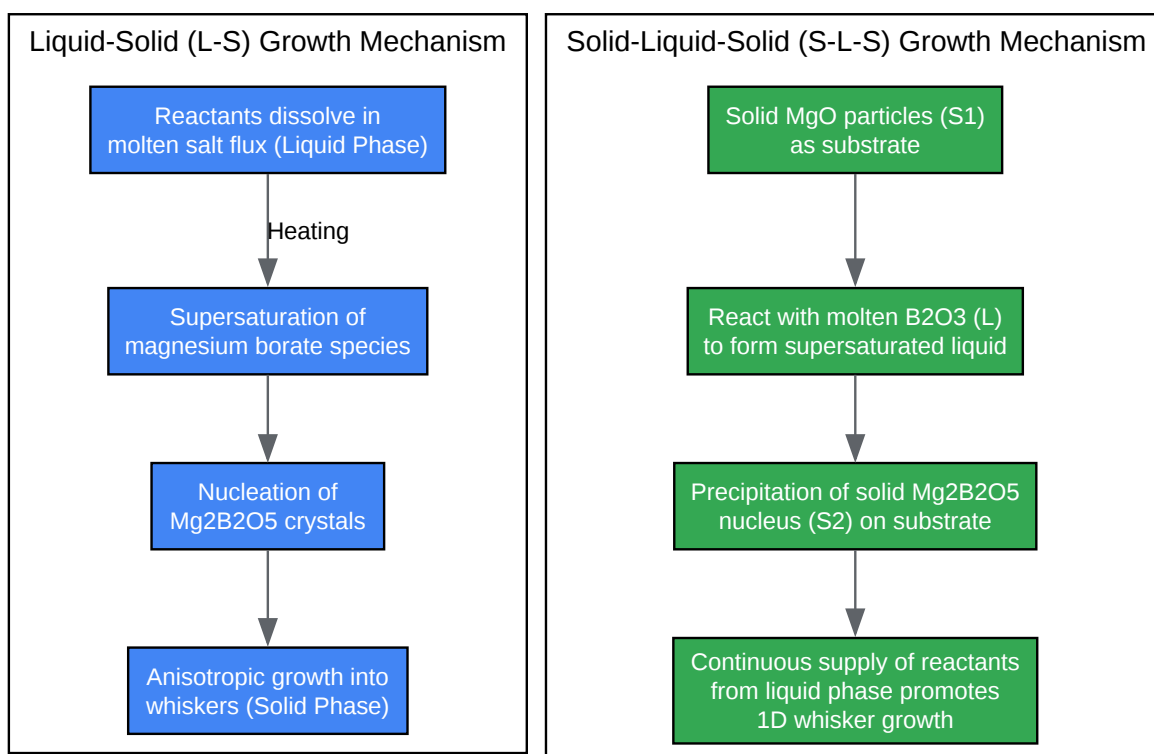 Liquid-Solid (L-S) Growth Mechanism
Reactants dissolve in
molten salt flux (Liquid Phase)
Heating
Supersaturation of
magnesium borate species
Nucleation of
Mg2B2O5 crystals
Anisotropic growth into
whiskers (Solid Phase)
Solid-Liquid-Solid (S-L-S) Growth Mechanism
Solid MgO particles (S1)
as substrate
React with molten B2O3 (L)
to form supersaturated liquid
Precipitation of solid Mg2B2O5
nucleus (S2) on substrate
Continuous supply of reactants
from liquid phase promotes
1D whisker growth